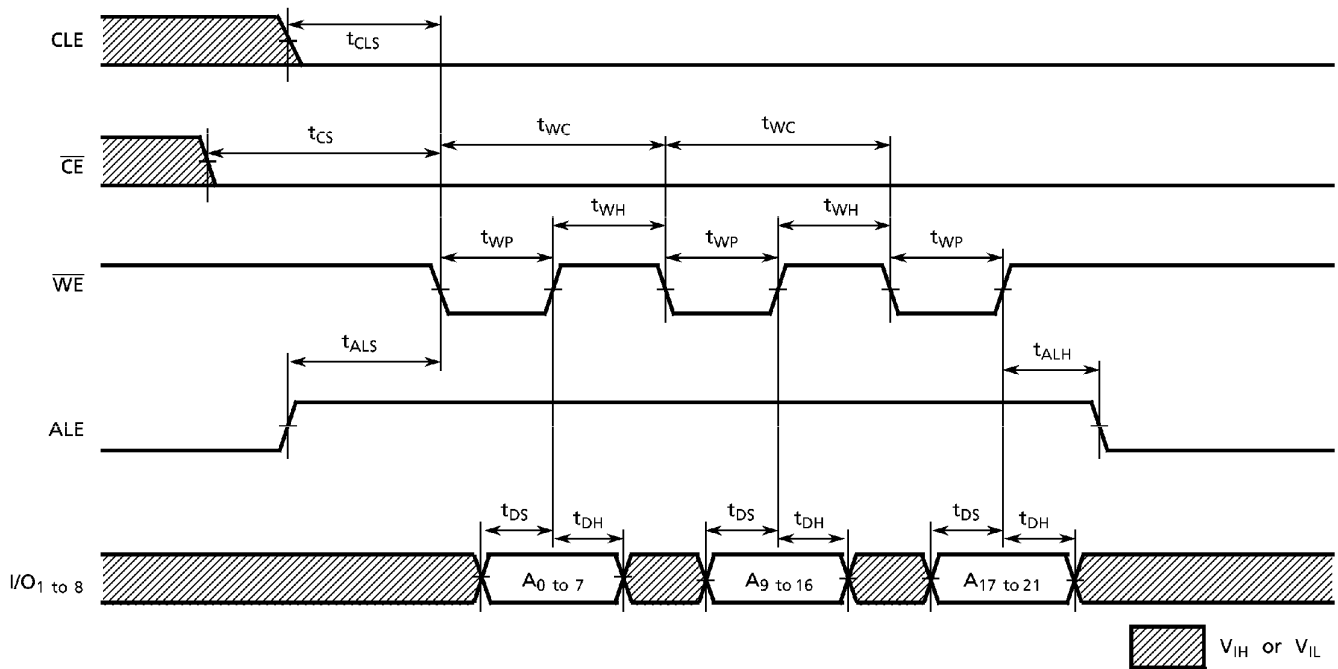 CLE
tCLS
CE
tCS
tWC
tWC
tWH
tWH
WE
tWP
tWP
tWP
tALS
tALH
ALE
tDS
tDH
tDS
tDH
tDS
tDH
I/O1 to 8
A0 to 7
A9 to 16
A17 to 21
VIH or VIL